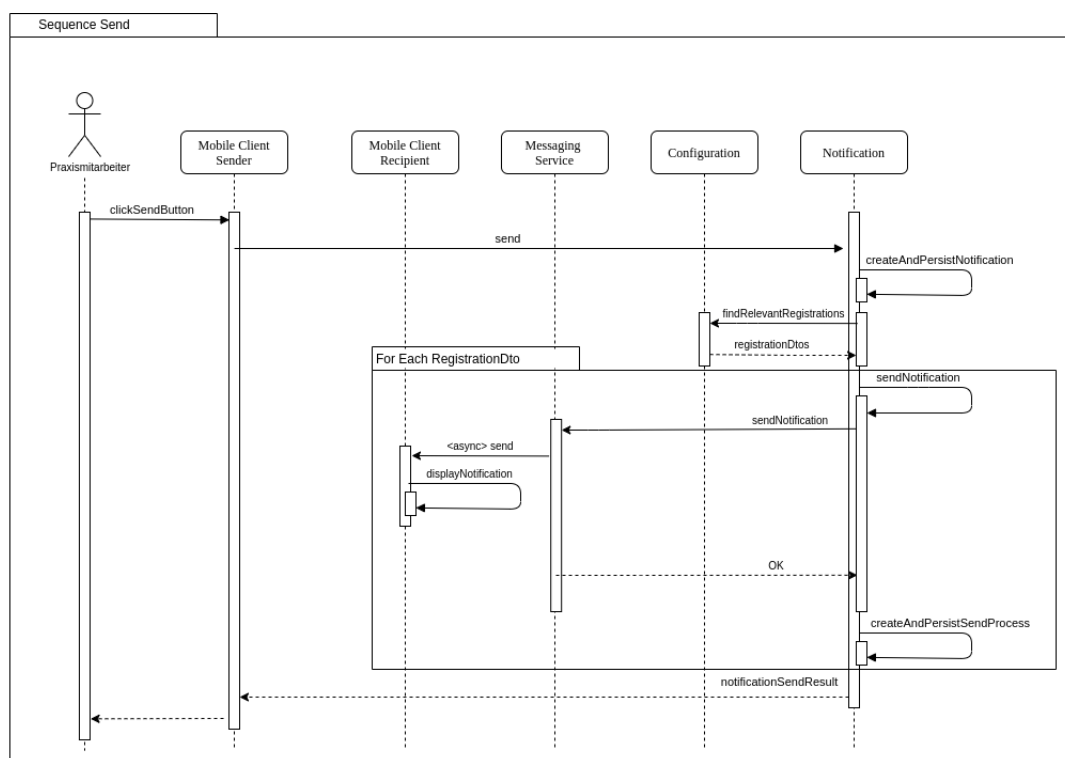 Sequence Send
Praxismitarbeiter
Mobile Client
Sender
Mobile Client
Recipient
Messaging
Service
Configuration
Notification
clickSendButton
send
createAndPersistNotification
findRelevantRegistrations
registrationDtos
For Each RegistrationDto
sendNotification
sendNotification
<async> send
displayNotification
OK
createAndPersistSendProcess
notificationSendResult